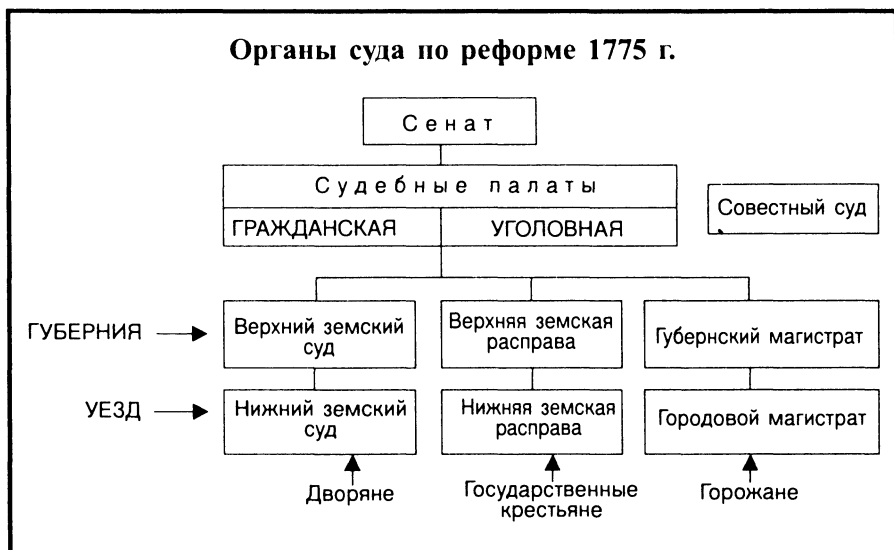 Органы суда по реформе 1775 г.
Сенат
Судебные палаты
ГРАЖДАНСКАЯ
УГОЛОВНАЯ
Совестный суд
ГУБЕРНИЯ
Верхний земский
суд
Верхняя земская
расправа
Губернский магистрат
УЕЗД
Нижний земский
суд
Нижняя земская
расправа
Городовой магистрат
Дворяне
Государственные
крестьяне
Горожане